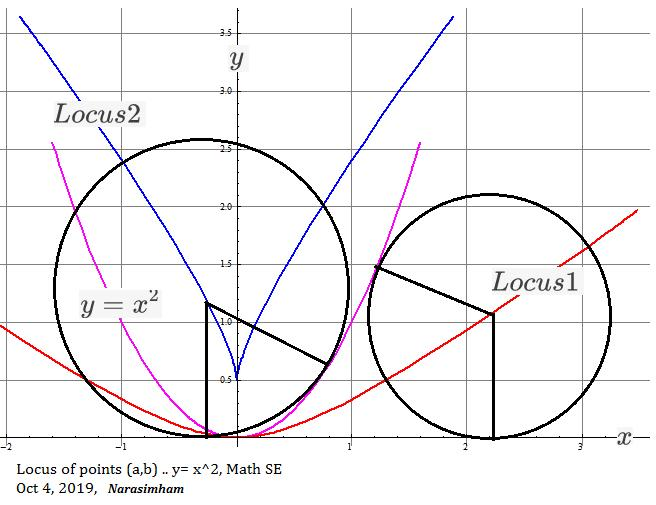 3.5
y
3.0
Locus2
2.5
2.0
1.5
Locus1
y = x²
1.0
0.5
-2
-1
1
2
3
x
Locus of points (a,b) .. y= x^2, Math SE
Oct 4, 2019, Narasimham